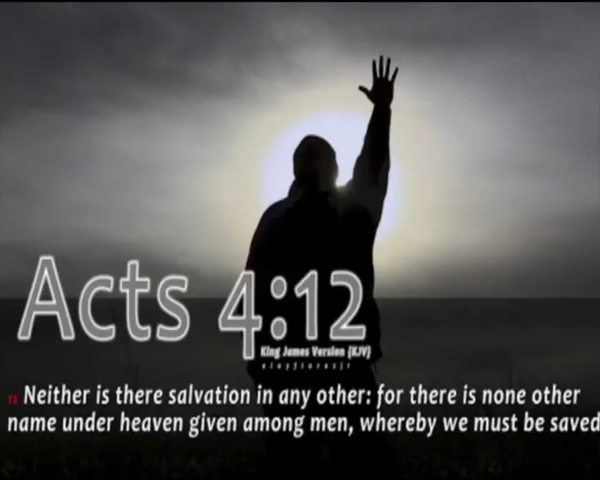 Acts 4:12
King James Version (KJV)
eloyflorezjr
12 Neither is there salvation in any other: for there is none other
name under heaven given among men, whereby we must be saved